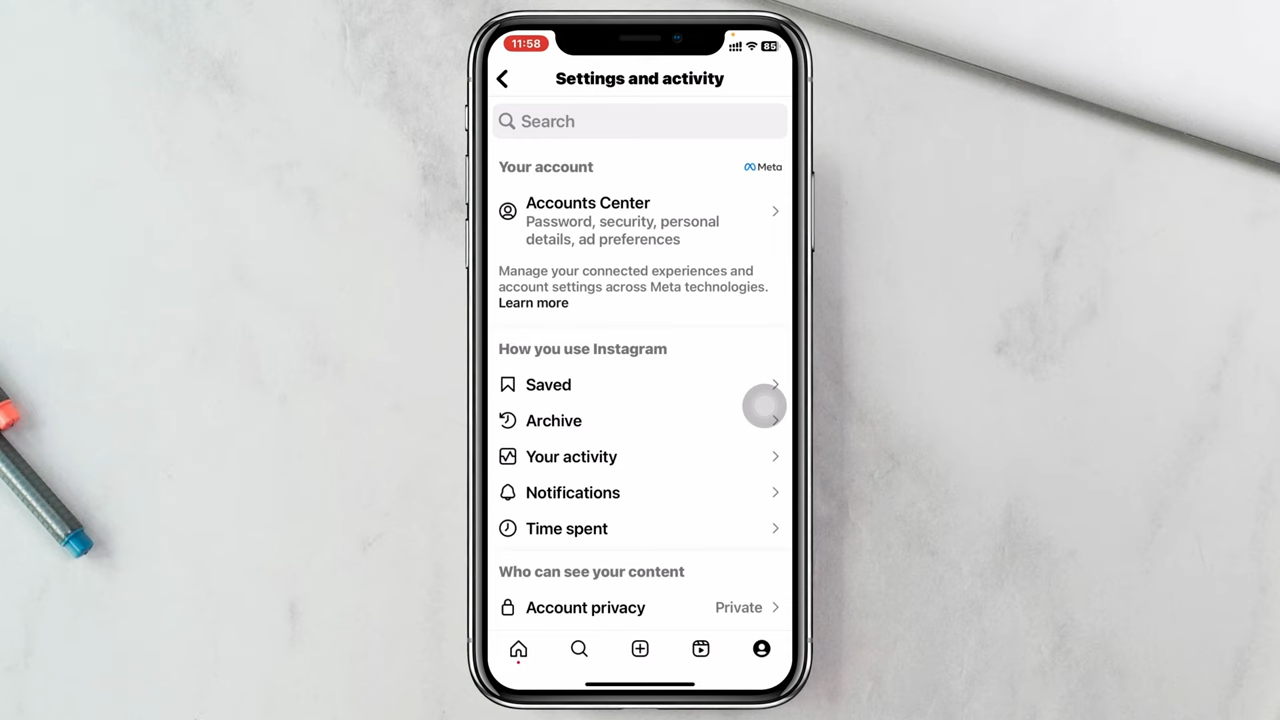 11:58
85
Settings and activity
Search
Your account
Meta
Accounts Center
Password, security, personal
details, ad preferences
Manage your connected experiences and
account settings across Meta technologies.
Learn more
How you use Instagram
Saved
Archive
Your activity
Notifications
Time spent
Who can see your content
Account privacy
Private